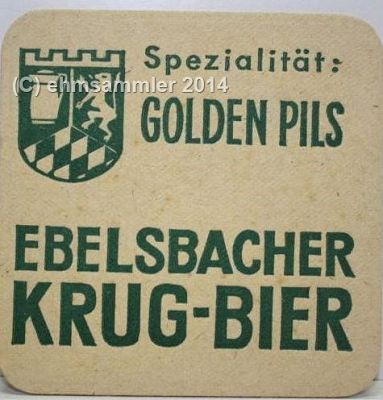 Spezialität:
(C) ehmsammler 2014
GOLDEN PILS
EBELSBACHER
KRUG-BIER